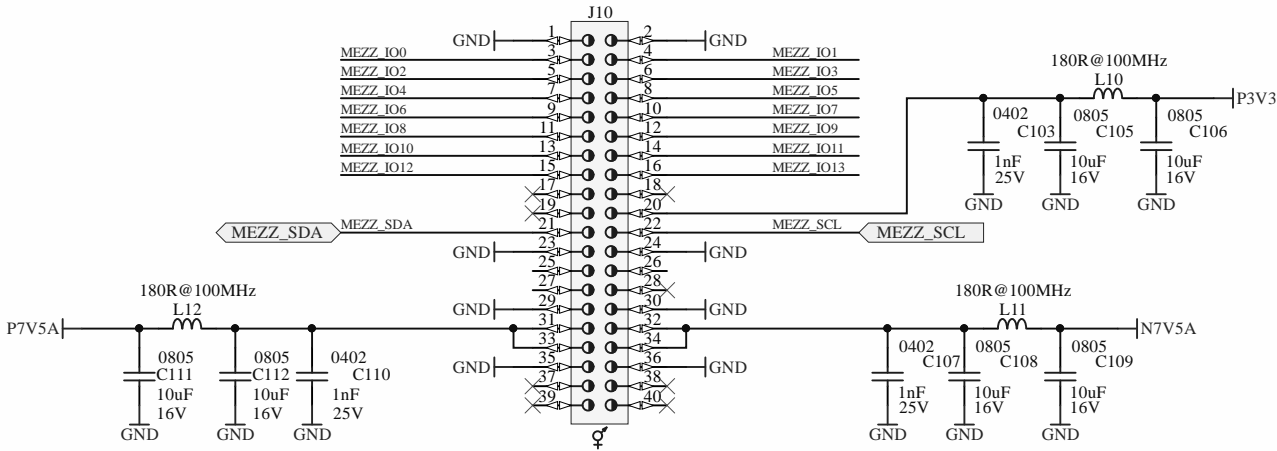 J10
GND 1 2 GND
MEZZ_IO0 3 4 MEZZ_IO1
MEZZ_IO2 5 6 MEZZ_IO3
MEZZ_IO4 7 8 MEZZ_IO5
MEZZ_IO6 9 10 MEZZ_IO7
MEZZ_IO8 11 12 MEZZ_IO9
MEZZ_IO10 13 14 MEZZ_IO11
MEZZ_IO12 15 16 MEZZ_IO13
17 18
19 20
MEZZ_SDA MEZZ_SDA 21 22 MEZZ_SCL MEZZ_SCL
GND 23 24 GND
25 26
27 28
GND 29 30 GND
31 32
33 34
GND 35 36 GND
37 38
39 40
180R@100MHz
L10
P3V3
0402 0805 0805
C103 C105 C106
1nF 10uF 10uF
25V 16V 16V
GND GND GND
180R@100MHz
P7V5A L12
0805 0805 0402
C111 C112 C110
10uF 10uF 1nF
16V 16V 25V
GND GND GND
180R@100MHz
L11 N7V5A
0402 0805 0805
C107 C108 C109
1nF 10uF 10uF
25V 16V 16V
GND GND GND